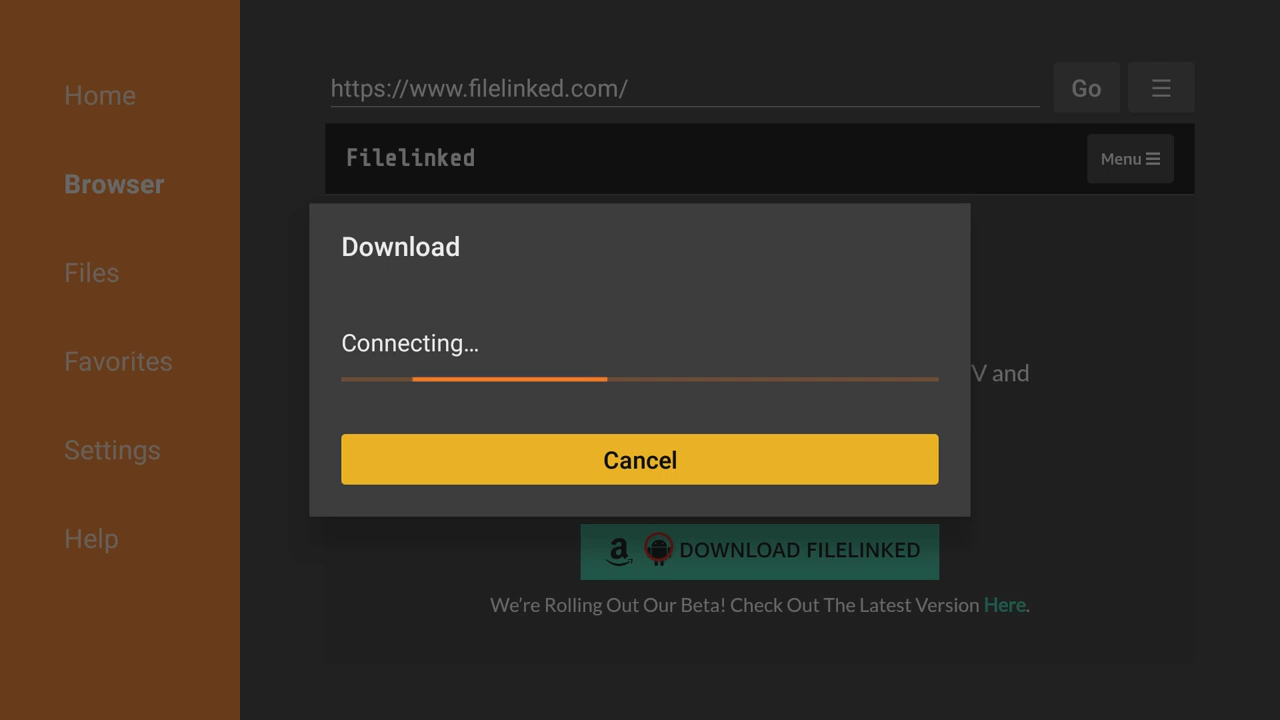 Home
Browser
Files
Favorites
Settings
Help
https://www.filelinked.com/
Go
Filelinked
Menu
Download
Connecting...
Cancel
V and
a
DOWNLOAD FILELINKED
We're Rolling Out Our Beta! Check Out The Latest Version Here.